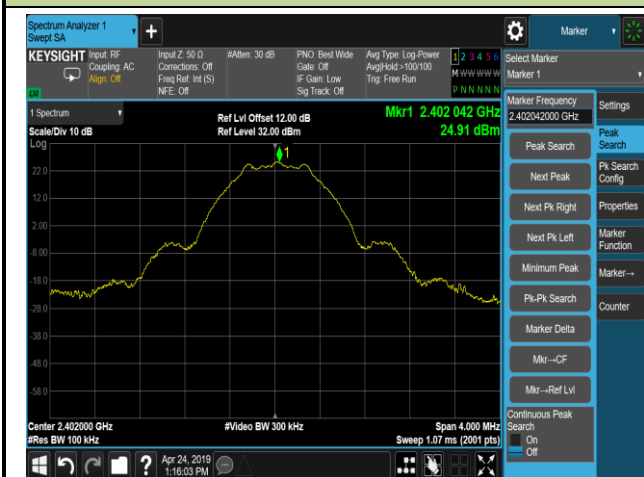 Spectrum Analyzer 1
Swept SA
+
Marker
KEYSIGHT
Input: RF
Coupling: AC
Align: Off
Input Z: 50 Ω
Corrections: Off
Freq Ref: Int (S)
NFE: Off
#Atten: 30 dB
PNO: Best Wide
Gate: Off
IF Gain: Low
Sig Track: Off
Avg Type: Log-Power
Avg|Hold:>100/100
Trig: Free Run
1 2 3 4 5 6
M W W W W W
P N N N N N
LXI
Select Marker
Marker 1
1 Spectrum
Scale/Div 10 dB
Log
Ref Lvl Offset 12.00 dB
Ref Level 32.00 dBm
Mkr1 2.402 042 GHz
24.91 dBm
1
22.0
12.0
2.00
-8.00
-18.0
-28.0
-38.0
-48.0
-58.0
Center 2.402000 GHz
#Res BW 100 kHz
#Video BW 300 kHz
Span 4.000 MHz
Sweep 1.07 ms (2001 pts)
Marker Frequency
2.402042000 GHz
Peak Search
Next Peak
Next Pk Right
Next Pk Left
Minimum Peak
Pk-Pk Search
Marker Delta
Mkr→CF
Mkr→Ref Lvl
Continuous Peak
Search
On
Off
Settings
Peak
Search
Pk Search
Config
Properties
Marker
Function
Marker→
Counter
?
Apr 24, 2019
1:16:03 PM